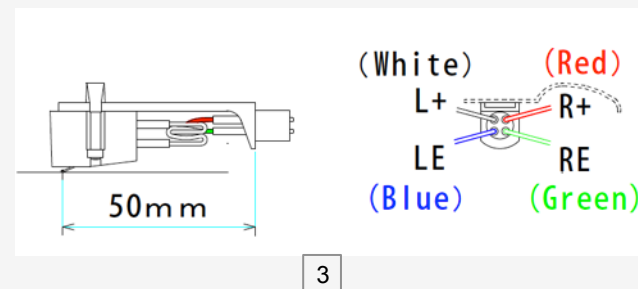 (White) (Red)
L+ R+
LE RE
(Blue) (Green)
50mm
3